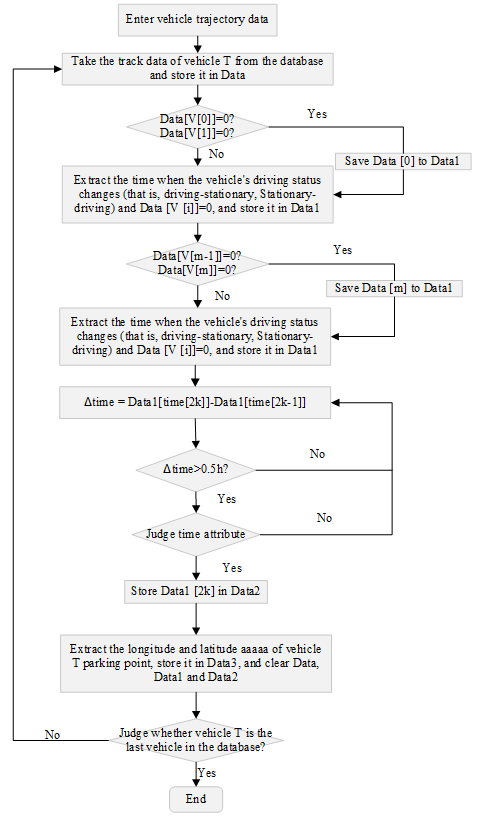 Enter vehicle trajectory data
Take the track data of vehicle T from the database
and store it in Data
Data[V[0]]=0?
Data[V[1]]=0?
Yes
No
Save Data [0] to Data1
Extract the time when the vehicle's driving status
changes (that is, driving-stationary, Stationary-
driving) and Data [V [i]]=0, and store it in Data1
Data[V[m-1]]=0?
Data[V[m]]=0?
Yes
No
Save Data [m] to Data1
Extract the time when the vehicle's driving status
changes (that is, driving-stationary, Stationary-
driving) and Data [V [i]]=0, and store it in Data1
Δtime = Data1[time[2k]]-Data1[time[2k-1]]
No
Δtime>0.5h?
Yes
No
Judge time attribute
Yes
Store Data1 [2k] in Data2
Extract the longitude and latitude aaaaa of vehicle
T parking point, store it in Data3, and clear Data,
Data1 and Data2
No
Judge whether vehicle T is the
last vehicle in the database?
Yes
End